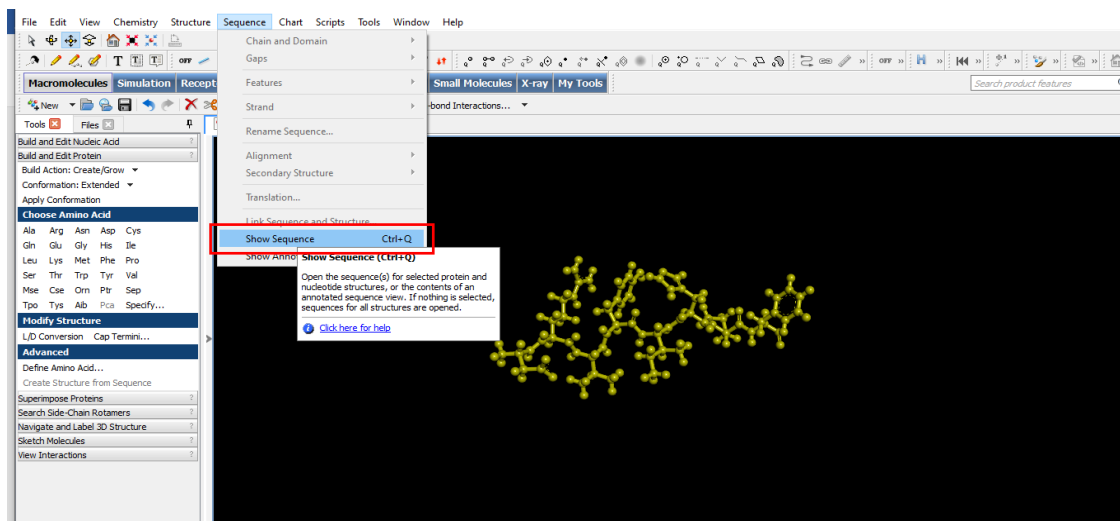 File Edit View Chemistry Structure Sequence Chart Scripts Tools Window Help
Chain and Domain
Gaps
Features
Strand
Rename Sequence...
Alignment
Secondary Structure
Translation...
Link Sequence and Structure
Show Sequence Ctrl+Q
Show Anno
Show Sequence (Ctrl+Q)
Open the sequence(s) for selected protein and
nucleotide structures, or the contents of an
annotated sequence view. If nothing is selected,
sequences for all structures are opened.
Click here for help
T T T OFF
OFF H
Macromolecules Simulation Recept
Small Molecules X-ray My Tools
Search product features
New
-bond Interactions...
Tools Files
Build and Edit Nucleic Acid ?
Build and Edit Protein ?
Build Action: Create/Grow
Conformation: Extended
Apply Conformation
Choose Amino Acid
Ala Arg Asn Asp Cys
Gln Glu Gly His Ile
Leu Lys Met Phe Pro
Ser Thr Trp Tyr Val
Mse Cse Orn Ptr Sep
Tpo Tys Aib Pca Specify...
Modify Structure
L/D Conversion Cap Termini...
Advanced
Define Amino Acid...
Create Structure from Sequence
Superimpose Proteins ?
Search Side-Chain Rotamers ?
Navigate and Label 3D Structure ?
Sketch Molecules ?
View Interactions ?